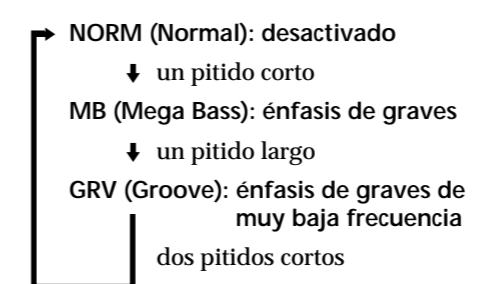 NORM (Normal): desactivado
un pitido corto
MB (Mega Bass): énfasis de graves
un pitido largo
GRV (Groove): énfasis de graves de
muy baja frecuencia
dos pitidos cortos